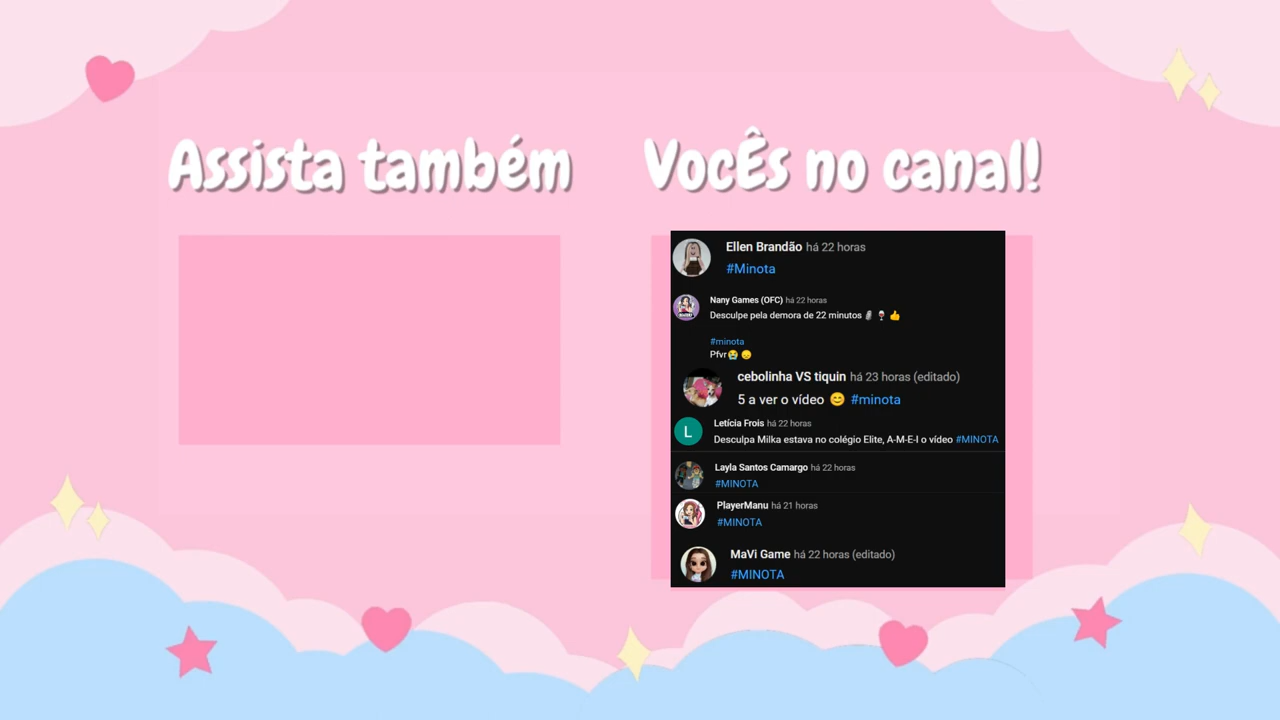 Assista também
VocÊs no canal!
Ellen Brandão há 22 horas
#Minota
Nany Games (OFC) há 22 horas
Desculpe pela demora de 22 minutos 🗿🍷👍
#minota
Pfvr😭😞
cebolinha VS tiquin há 23 horas (editado)
5 a ver o vídeo 😊 #minota
L
Letícia Frois há 22 horas
Desculpa Milka estava no colégio Elite, A-M-E-I o vídeo #MINOTA
Layla Santos Camargo há 22 horas
#MINOTA
PlayerManu há 21 horas
#MINOTA
MaVi Game há 22 horas (editado)
#MINOTA